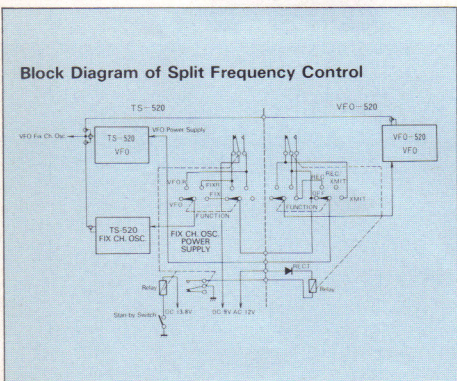 Block Diagram of Split Frequency Control
TS-520
VFO-520
VFO Fix Ch. Osc.
TS-520
VFO
VFO Power Supply
VFO-520
VFO
VFO R
FIXR
FIX
VFO
FUNCTION
REC
REC
XMIT
OFF
XMIT
FUNCTION
TS-520
FIX CH. OSC.
FIX CH. OSC.
POWER
SUPPLY
RECT
Relay
Relay
Stan-by Switch
DC 13.8V
DC 9V
AC 12V